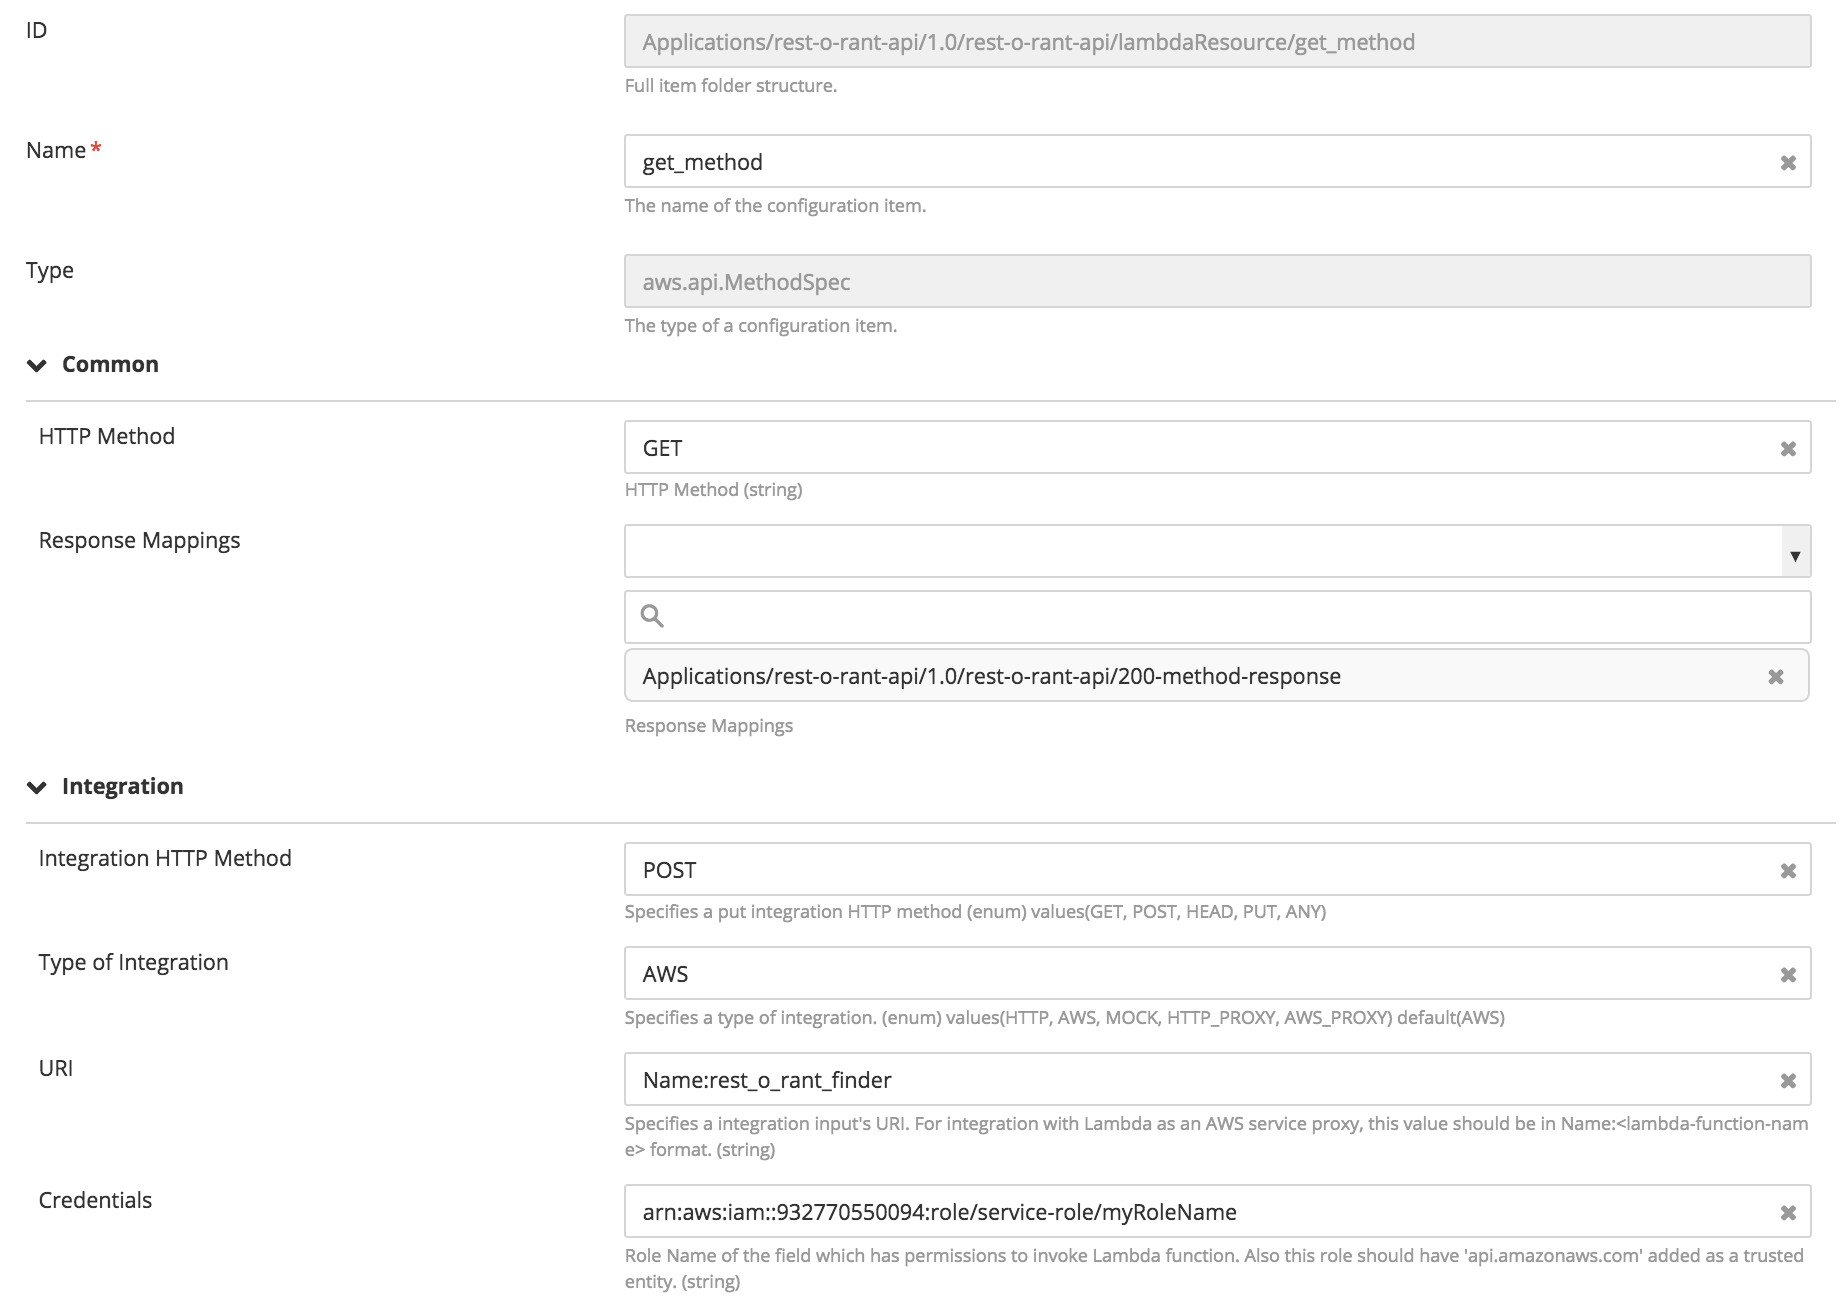 ID
Applications/rest-o-rant-api/1.0/rest-o-rant-api/lambdaResource/get_method
Full item folder structure.
Name*
get_method
The name of the configuration item.
Type
aws.api.MethodSpec
The type of a configuration item.
Common
HTTP Method
GET
HTTP Method (string)
Response Mappings
Applications/rest-o-rant-api/1.0/rest-o-rant-api/200-method-response
Response Mappings
Integration
Integration HTTP Method
POST
Specifies a put integration HTTP method (enum) values(GET, POST, HEAD, PUT, ANY)
Type of Integration
AWS
Specifies a type of integration. (enum) values(HTTP, AWS, MOCK, HTTP_PROXY, AWS_PROXY) default(AWS)
URI
Name:rest_o_rant_finder
Specifies a integration input's URI. For integration with Lambda as an AWS service proxy, this value should be in Name:<lambda-function-nam
e> format. (string)
Credentials
arn:aws:iam::932770550094:role/service-role/myRoleName
Role Name of the field which has permissions to invoke Lambda function. Also this role should have 'api.amazonaws.com' added as a trusted
entity. (string)